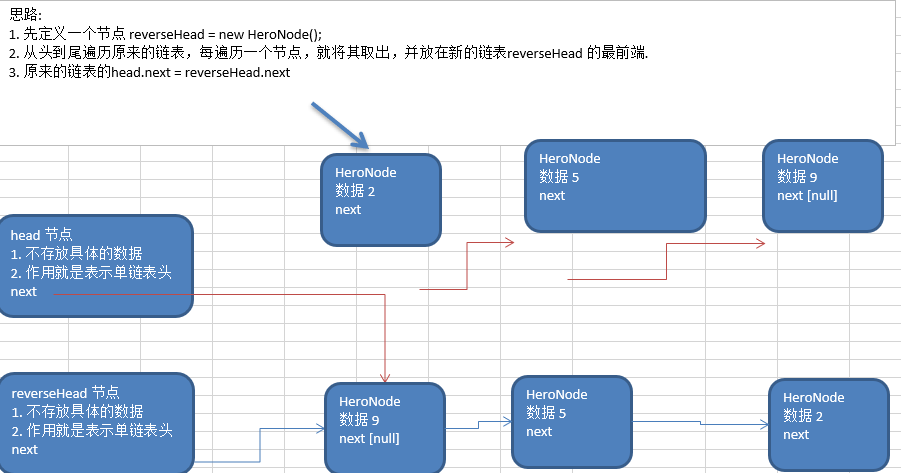 思路:
1. 先定义一个节点 reverseHead = new HeroNode();
2. 从头到尾遍历原来的链表，每遍历一个节点，就将其取出，并放在新的链表reverseHead 的最前端.
3. 原来的链表的head.next = reverseHead.next
HeroNode
数据 2
next
HeroNode
数据 5
next
HeroNode
数据 9
next [null]
head 节点
1. 不存放具体的数据
2. 作用就是表示单链表头
next
reverseHead 节点
1. 不存放具体的数据
2. 作用就是表示单链表头
next
HeroNode
数据 9
next [null]
HeroNode
数据 5
next
HeroNode
数据 2
next